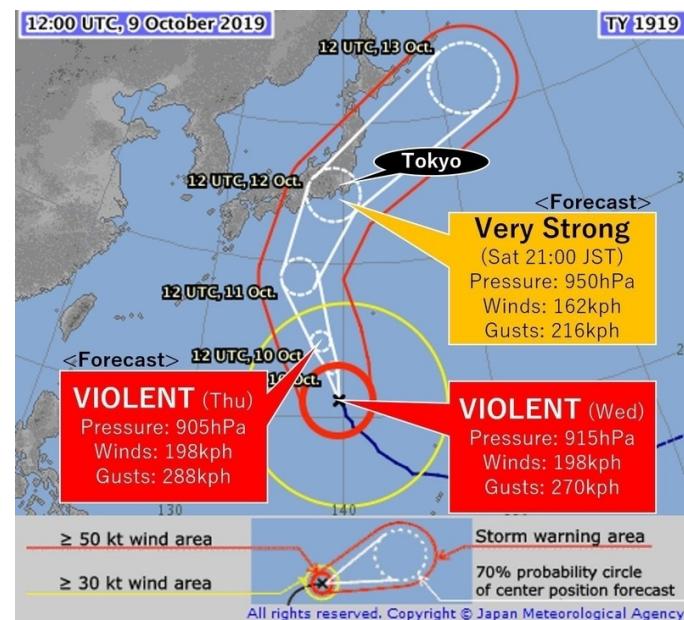 12:00 UTC, 9 October 2019
TY 1919
12 UTC, 13 Oct.
Tokyo
12 UTC, 12 Oct.
<Forecast>
Very Strong
(Sat 21:00 JST)
Pressure: 950hPa
Winds: 162kph
Gusts: 216kph
12 UTC, 11 Oct.
12 UTC, 10 Oct.
10 Oct.
<Forecast>
VIOLENT (Thu)
Pressure: 905hPa
Winds: 198kph
Gusts: 288kph
VIOLENT (Wed)
Pressure: 915hPa
Winds: 198kph
Gusts: 270kph
130
140
≥ 50 kt wind area
≥ 30 kt wind area
Storm warning area
70% probability circle
of center position forecast
All rights reserved. Copyright © Japan Meteorological Agency